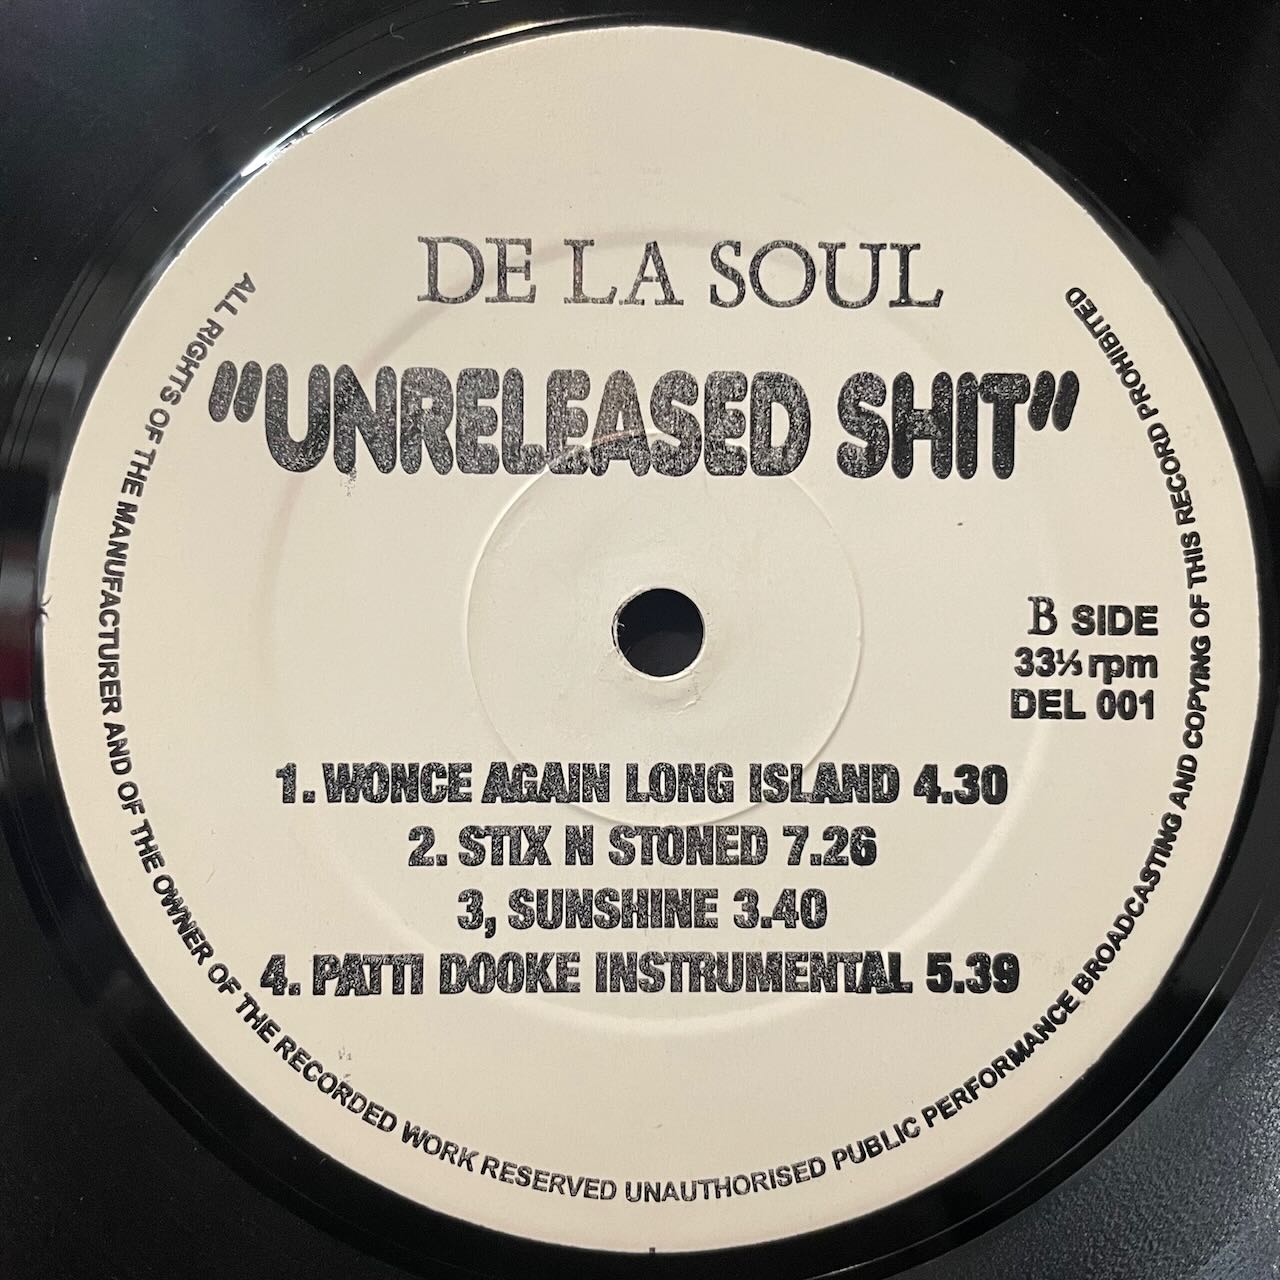 DE LA SOUL
"UNRELEASED SHIT"
B SIDE
33⅓ rpm
DEL 001
1. WONCE AGAIN LONG ISLAND 4.30
2. STIX N STONED 7.26
3, SUNSHINE 3.40
4. PATTI DOOKE INSTRUMENTAL 5.39
ALL RIGHTS OF THE MANUFACTURER AND OF THE OWNER OF THE RECORDED WORK RESERVED UNAUTHORISED PUBLIC PERFORMANCE BROADCASTING AND COPYING OF THIS RECORD PROHIBITED